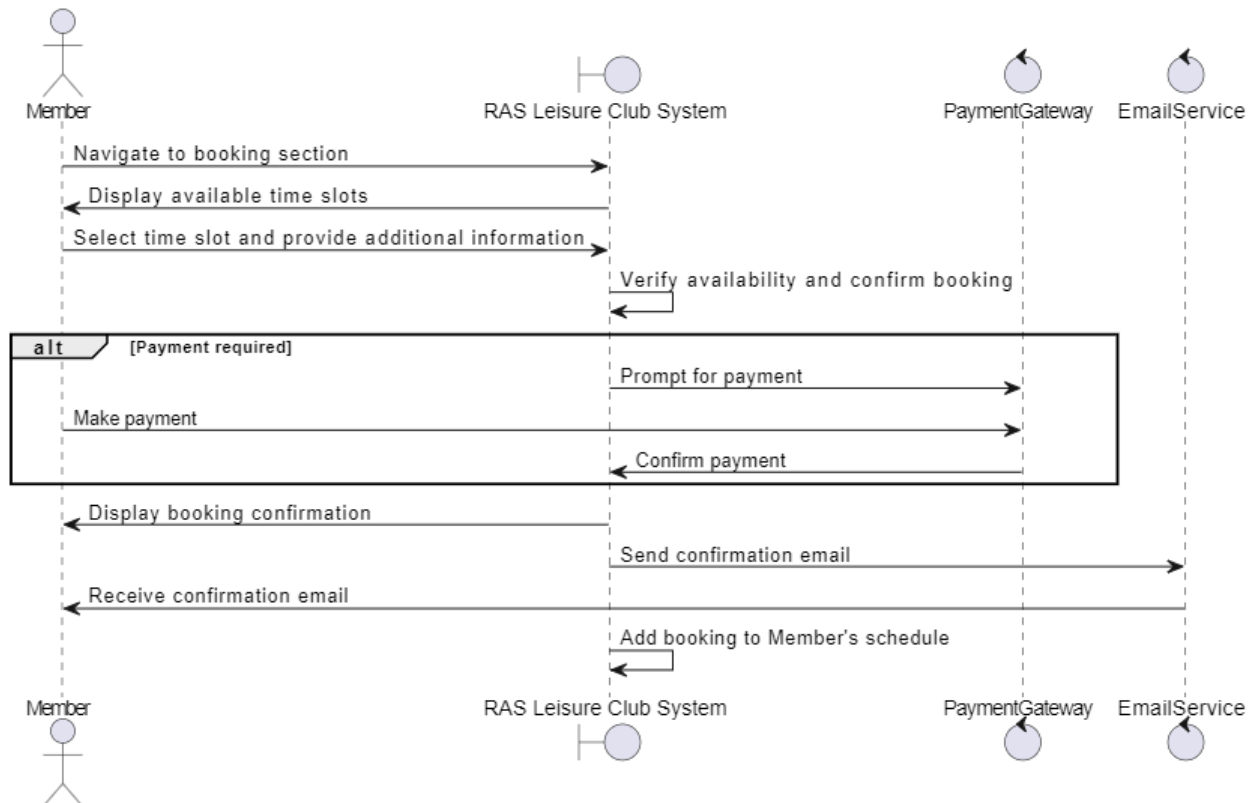 Member
RAS Leisure Club System
PaymentGateway
EmailService
Navigate to booking section
Display available time slots
Select time slot and provide additional information
Verify availability and confirm booking
alt
[Payment required]
Prompt for payment
Make payment
Confirm payment
Display booking confirmation
Send confirmation email
Receive confirmation email
Add booking to Member's schedule
Member
RAS Leisure Club System
PaymentGateway
EmailService